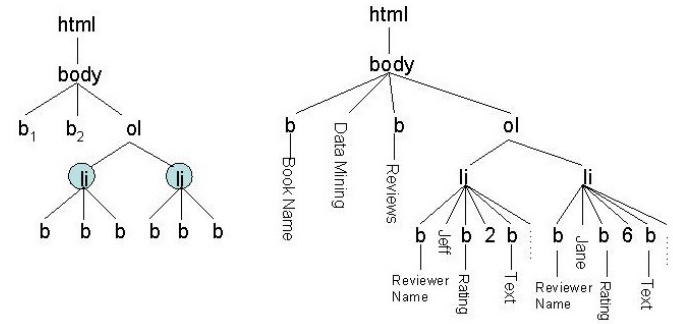 html
body
b1 b2 ol
li li
b b b b b b
html
body
b Data Mining b ol
Book Name Reviews
li li
b Jeff b 2 b b Jane b 6 b
Reviewer Name Rating Text Reviewer Name Rating Text